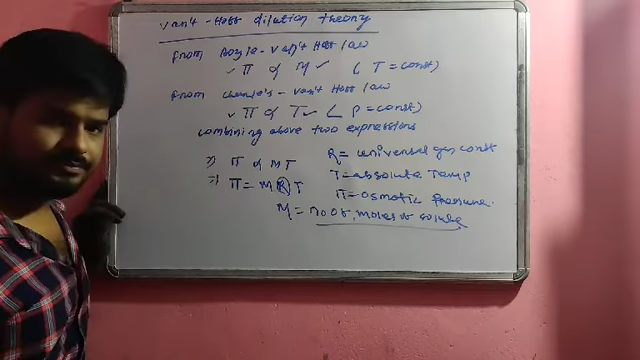 van't-Hoff dilution theory
from Boyle-van't Hoff law
✓ π α M ✓ ( T = const)
from Charle's-van't Hoff law
✓ π α T ✓ ( P = const)
combining above two expressions
⇒ π α M T
⇒ π = M R T
R = universal gas const
T = absolute Temp
π = osmotic pressure.
M = no of moles of solute